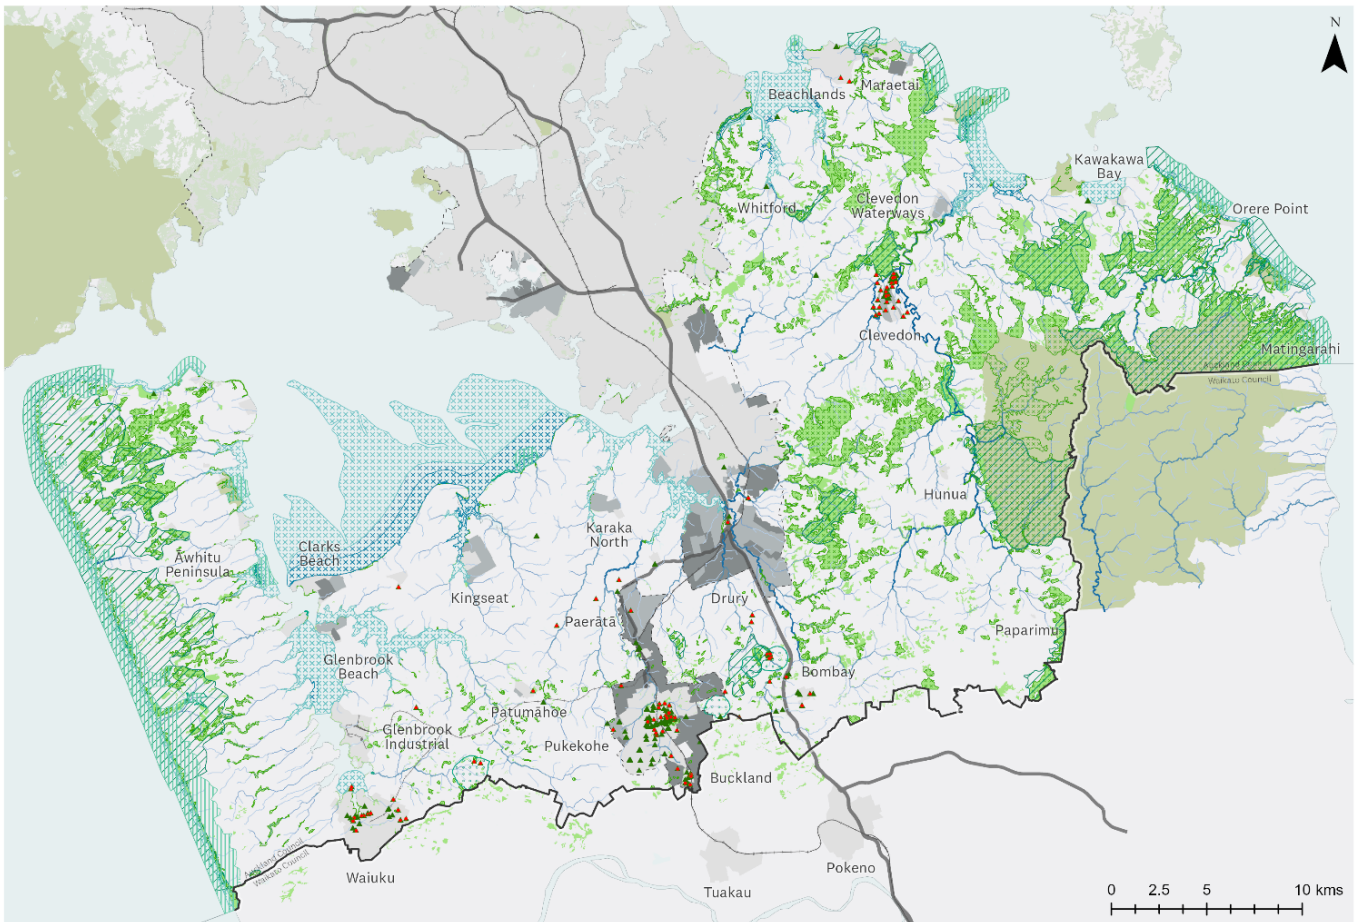 N
Beachlands
Maraetai
Kawakawa
Bay
Whitford
Clevedon
Waterways
Orere Point
Clevedon
Matingarahi
Auckland Council
Waikato Council
Hunua
Karaka
North
Clarks
Beach
Āwhitu
Peninsula
Kingseat
Drury
Paerātā
Paparimu
Glenbrook
Beach
Bombay
Patumāhoe
Glenbrook
Industrial
Pukekohe
Buckland
Auckland Council
Waikato Council
Waiuku
Pokeno
Tuakau
0 2.5 5 10 kms